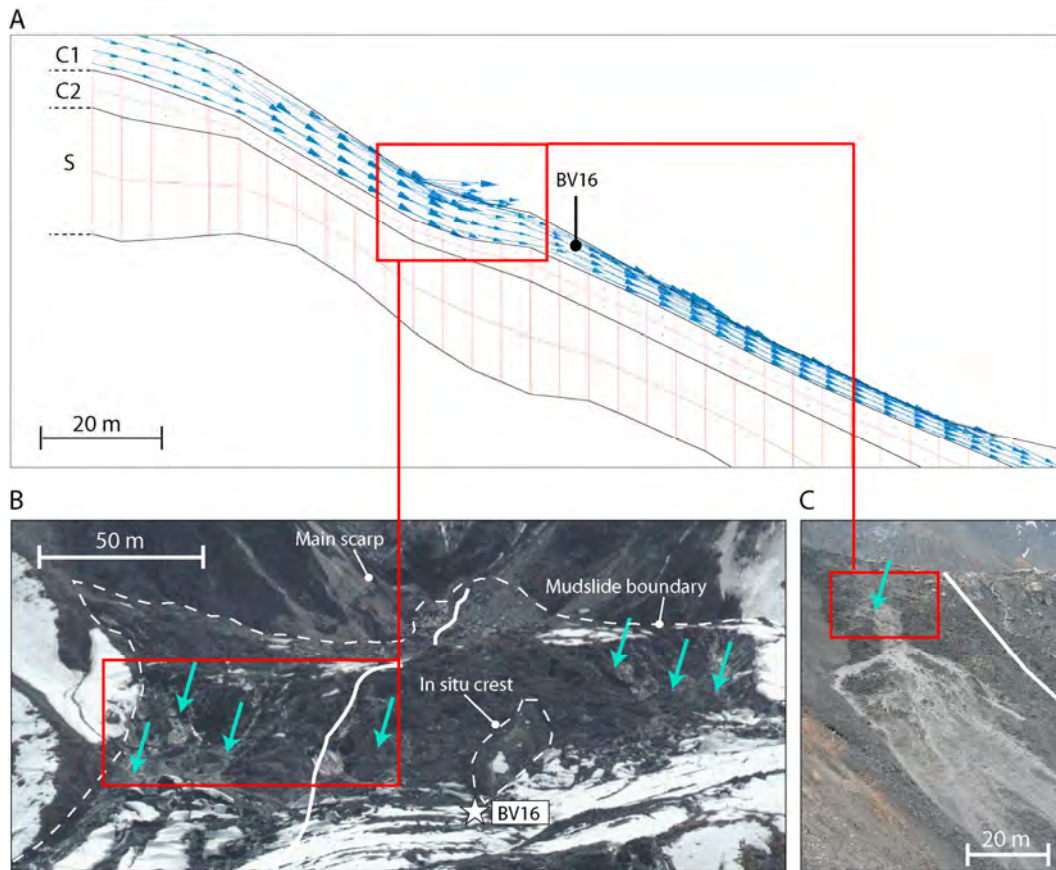 A
C1
C2
S
BV16
20 m
B
C
50 m
Main scarp
Mudslide boundary
In situ crest
BV16
20 m